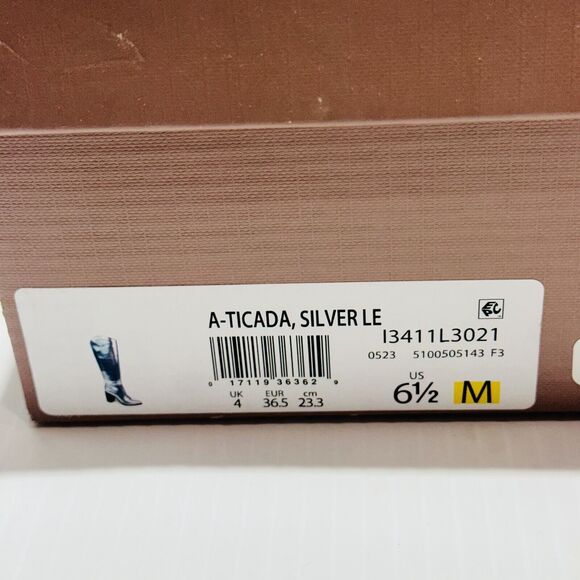 A-TICADA, SILVER LE
I3411L3021
0523 5100505143 F3
0 17119 36362 9
UK EUR cm
4 36.5 23.3
US
6½ M